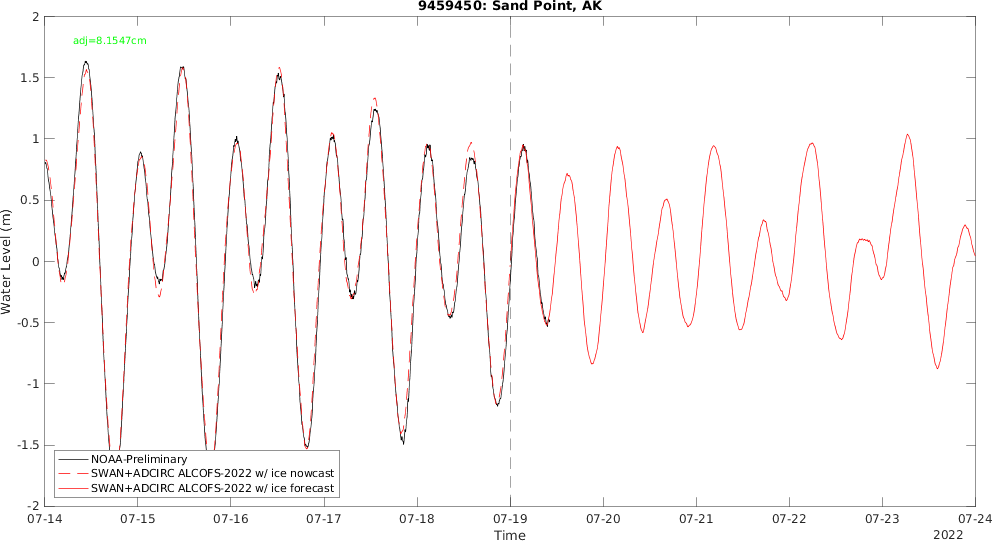 9459450: Sand Point, AK
adj=8.1547cm
2
1.5
1
0.5
0
-0.5
-1
-1.5
-2
Water Level (m)
NOAA-Preliminary
SWAN+ADCIRC ALCOFS-2022 w/ ice nowcast
SWAN+ADCIRC ALCOFS-2022 w/ ice forecast
07-14 07-15 07-16 07-17 07-18 07-19 07-20 07-21 07-22 07-23 07-24
Time
2022